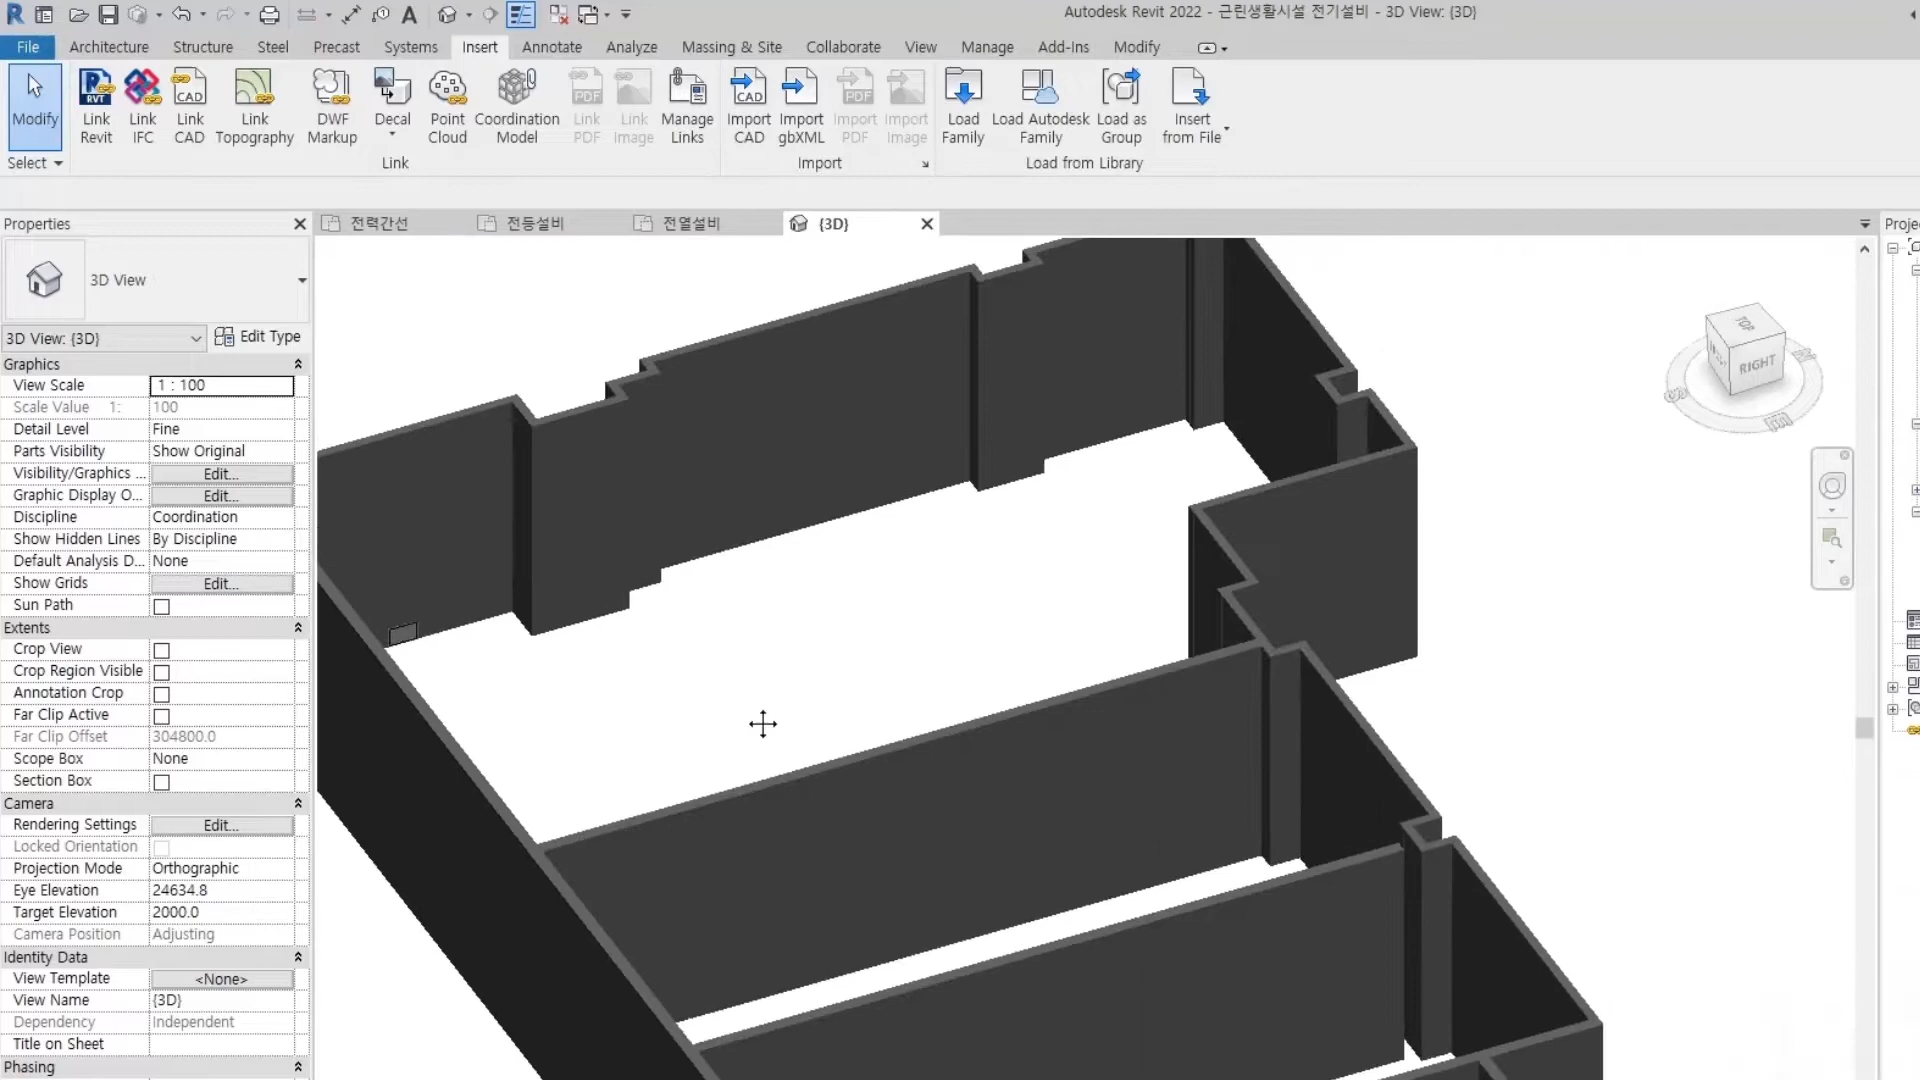 Autodesk Revit 2022 - 근린생활시설 전기설비 - 3D View: {3D}
File Architecture Structure Steel Precast Systems Insert Annotate Analyze Massing & Site Collaborate View Manage Add-Ins Modify
Modify
Link Revit
Link IFC
Link CAD
Link Topography
DWF Markup
Decal
Point Cloud
Coordination Model
Link PDF
Link Image
Manage Links
Import CAD
Import gbXML
Import PDF
Import Image
Load Family
Load Autodesk Family
Load as Group
Insert from File
Select Link Import Load from Library
Properties
전력간선 전등설비 전열설비 {3D}
Proje
3D View
3D View: {3D} Edit Type
Graphics
View Scale 1 : 100
Scale Value 1: 100
Detail Level Fine
Parts Visibility Show Original
Visibility/Graphics ... Edit...
Graphic Display O... Edit...
Discipline Coordination
Show Hidden Lines By Discipline
Default Analysis D... None
Show Grids Edit...
Sun Path
Extents
Crop View
Crop Region Visible
Annotation Crop
Far Clip Active
Far Clip Offset 304800.0
Scope Box None
Section Box
Camera
Rendering Settings Edit...
Locked Orientation
Projection Mode Orthographic
Eye Elevation 24634.8
Target Elevation 2000.0
Camera Position Adjusting
Identity Data
View Template <None>
View Name {3D}
Dependency Independent
Title on Sheet
Phasing
TOP
RIGHT